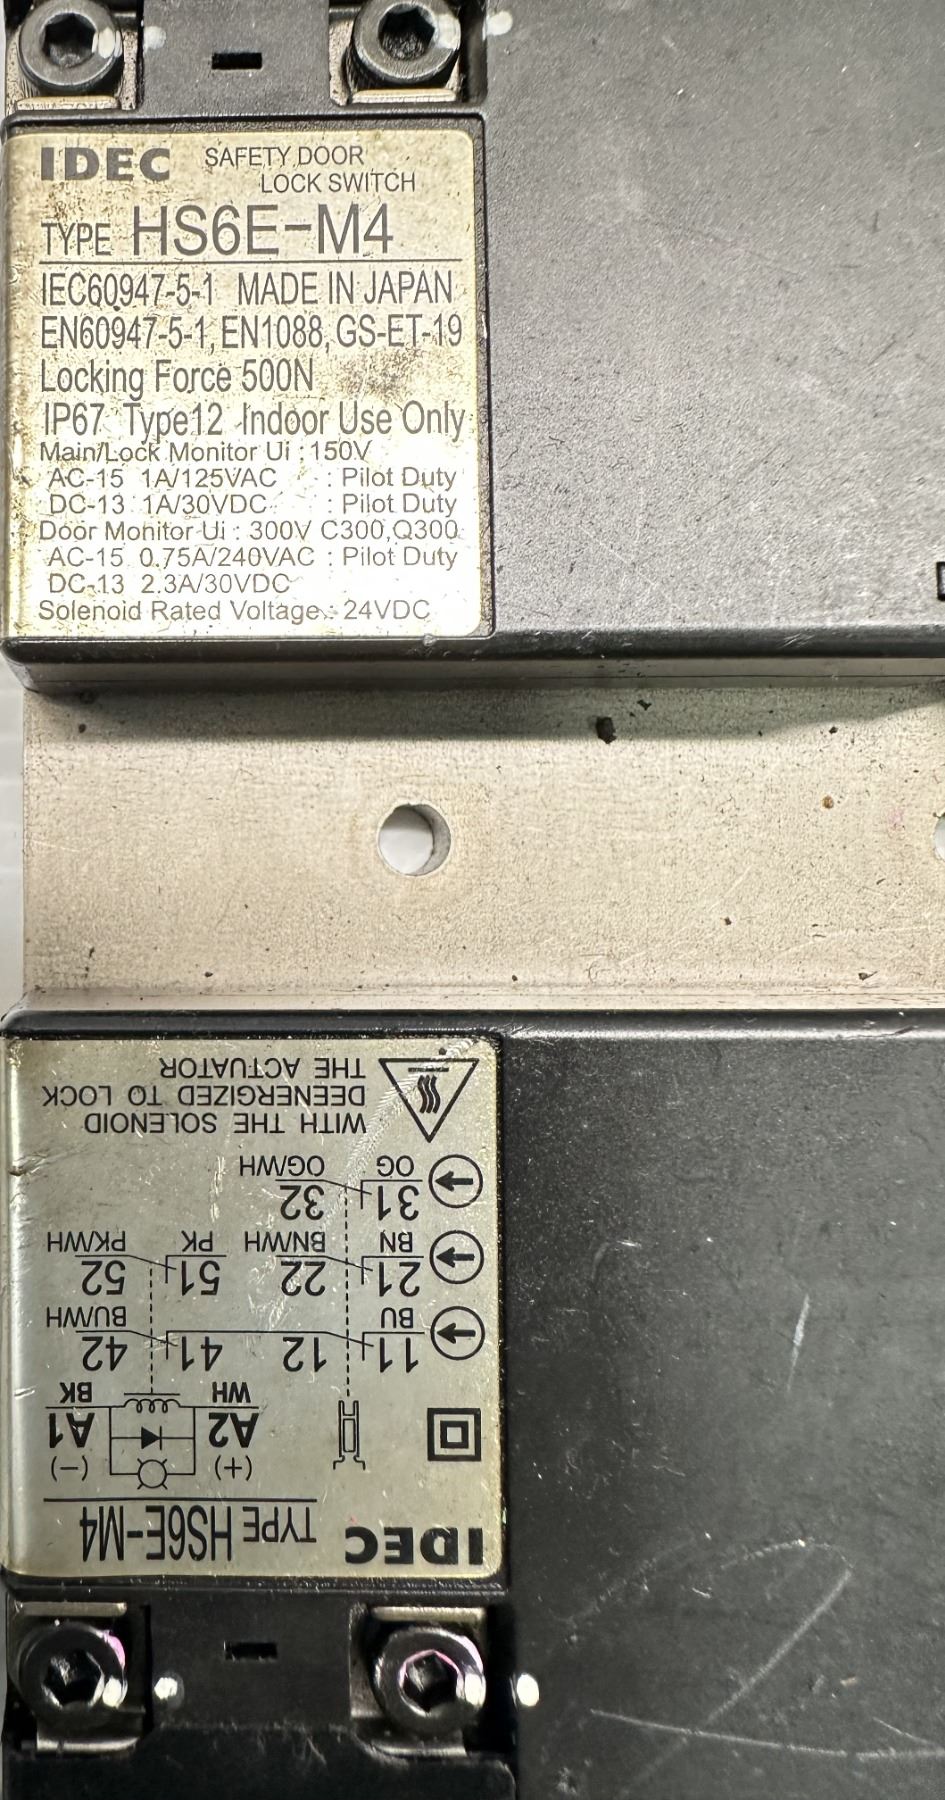 IDEC SAFETY DOOR
LOCK SWITCH
TYPE HS6E-M4
IEC60947-5-1 MADE IN JAPAN
EN60947-5-1, EN1088, GS-ET-19
Locking Force 500N
IP67 Type12 Indoor Use Only
Main/Lock Monitor Ui : 150V
AC-15 1A/125VAC : Pilot Duty
DC-13 1A/30VDC : Pilot Duty
Door Monitor Ui : 300V C300,Q300
AC-15 0.75A/240VAC : Pilot Duty
DC-13 2.3A/30VDC
Solenoid Rated Voltage : 24VDC
IDEC TYPE HS6E-M4
(+) (-)
A2 A1
WH BK
11 12 41 42
BU BU/WH
21 22 51 52
BN BN/WH PK PK/WH
31 32
OG OG/WH
WITH THE SOLENOID
DEENERGIZED TO LOCK
THE ACTUATOR